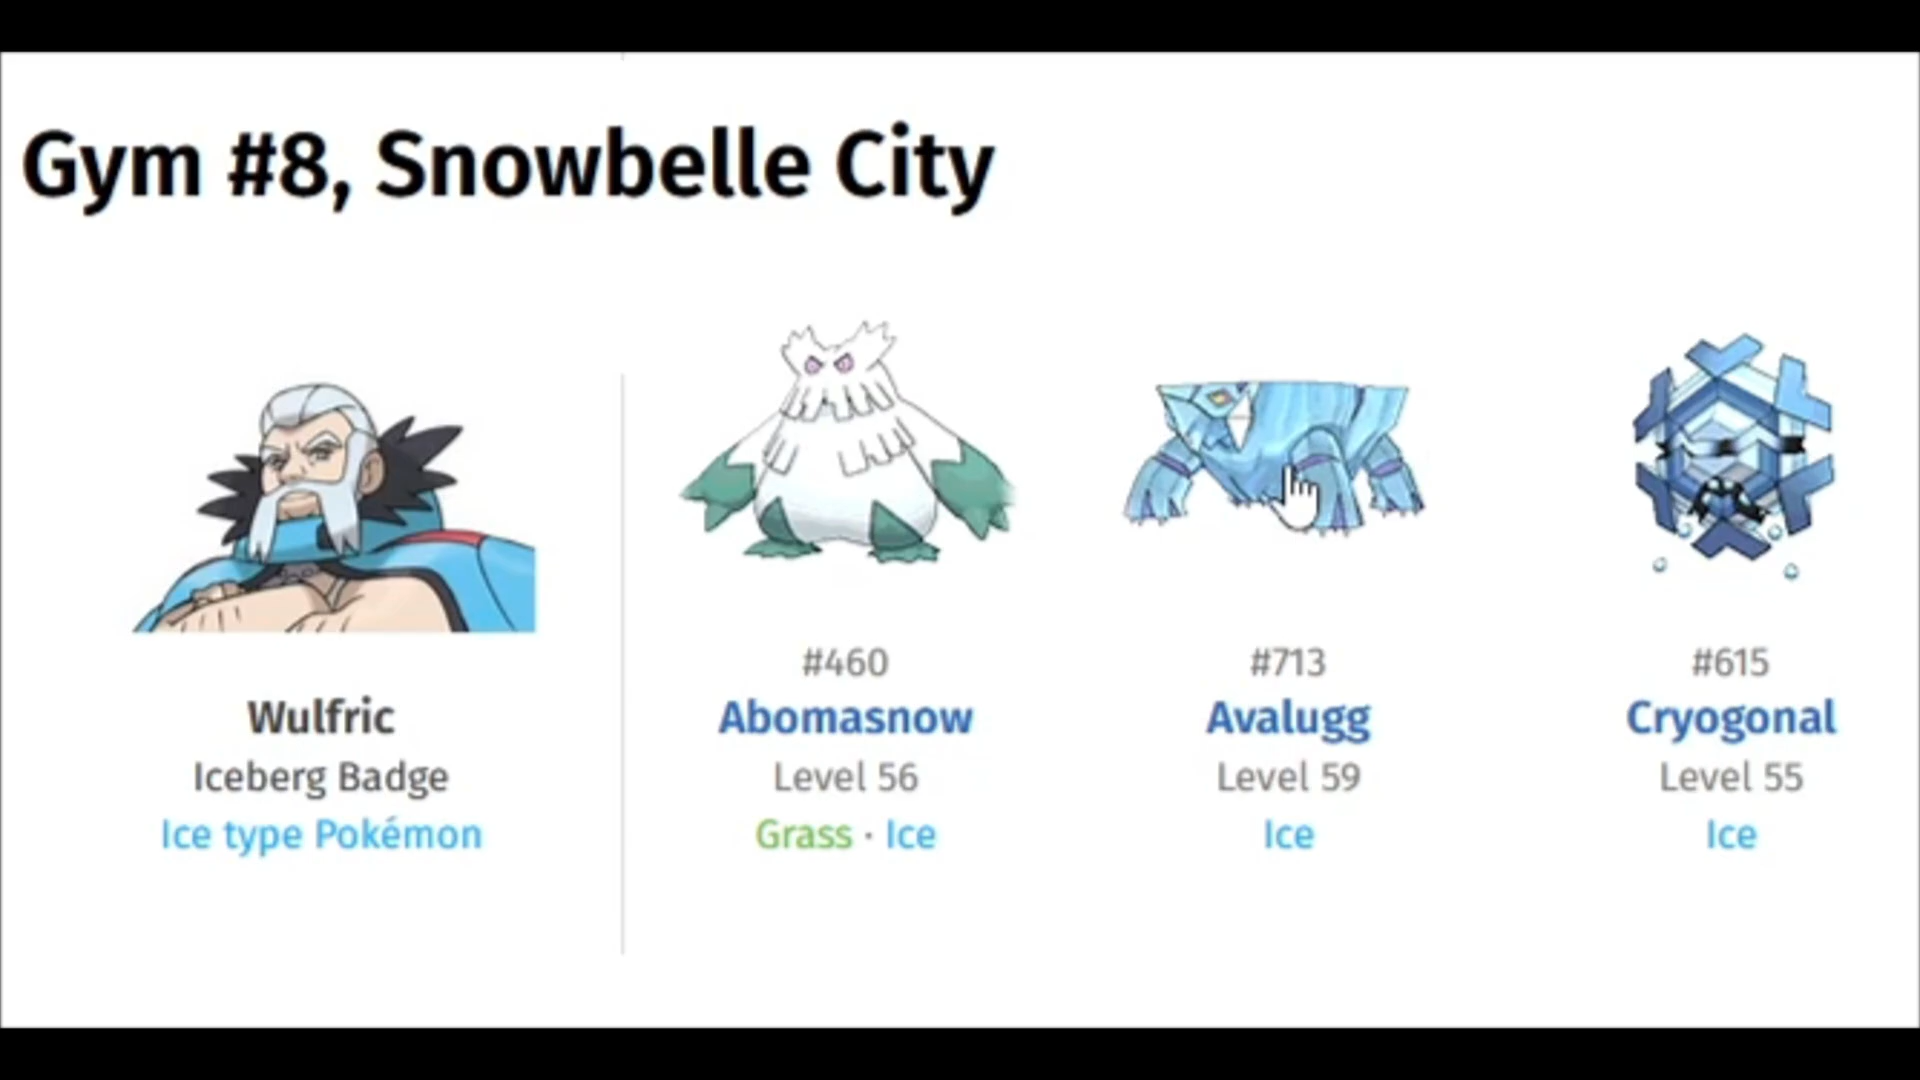 Gym #8, Snowbelle City
Wulfric
Iceberg Badge
Ice type Pokémon
#460
Abomasnow
Level 56
Grass · Ice
#713
Avalugg
Level 59
Ice
#615
Cryogonal
Level 55
Ice